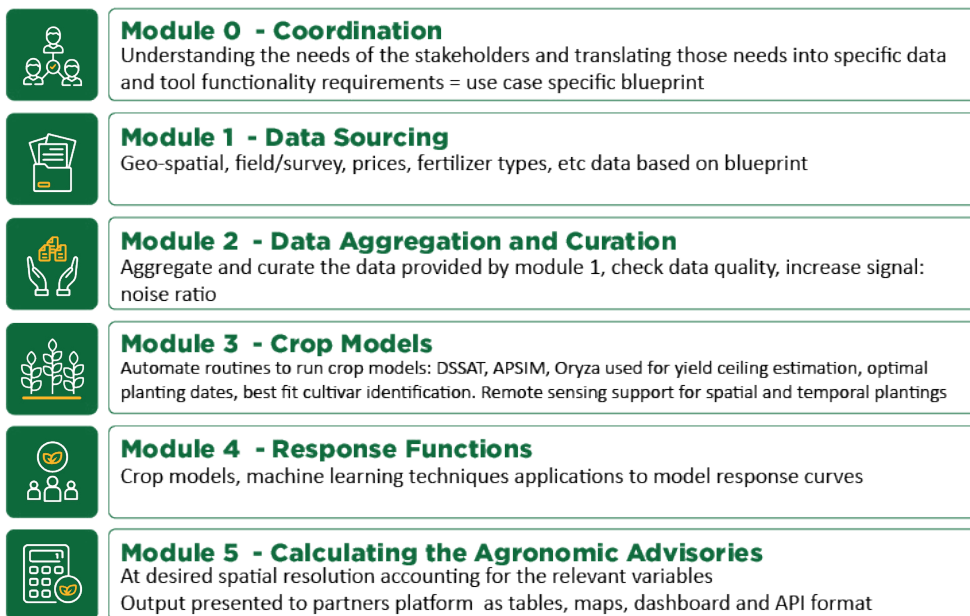 Module 0 - Coordination
Understanding the needs of the stakeholders and translating those needs into specific data
and tool functionality requirements = use case specific blueprint
Module 1 - Data Sourcing
Geo-spatial, field/survey, prices, fertilizer types, etc data based on blueprint
Module 2 - Data Aggregation and Curation
Aggregate and curate the data provided by module 1, check data quality, increase signal:
noise ratio
Module 3 - Crop Models
Automate routines to run crop models: DSSAT, APSIM, Oryza used for yield ceiling estimation, optimal
planting dates, best fit cultivar identification. Remote sensing support for spatial and temporal plantings
Module 4 - Response Functions
Crop models, machine learning techniques applications to model response curves
Module 5 - Calculating the Agronomic Advisories
At desired spatial resolution accounting for the relevant variables
Output presented to partners platform as tables, maps, dashboard and API format